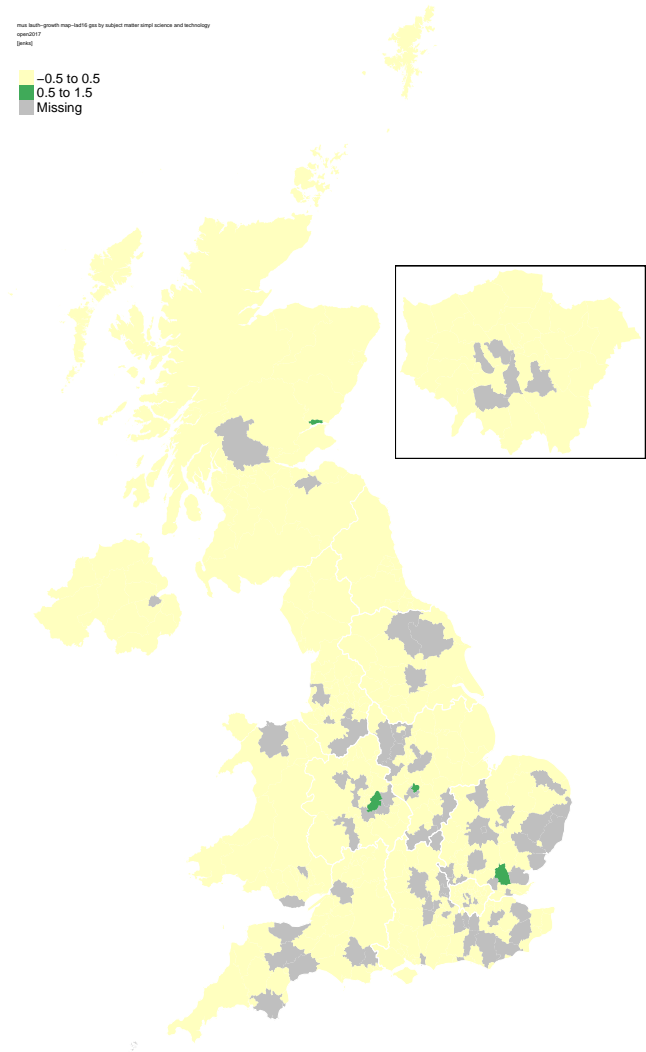 mus lauth−growth map−lad16 gss by subject matter simpl science and technology
open2017
[jenks]
−0.5 to 0.5
0.5 to 1.5
Missing